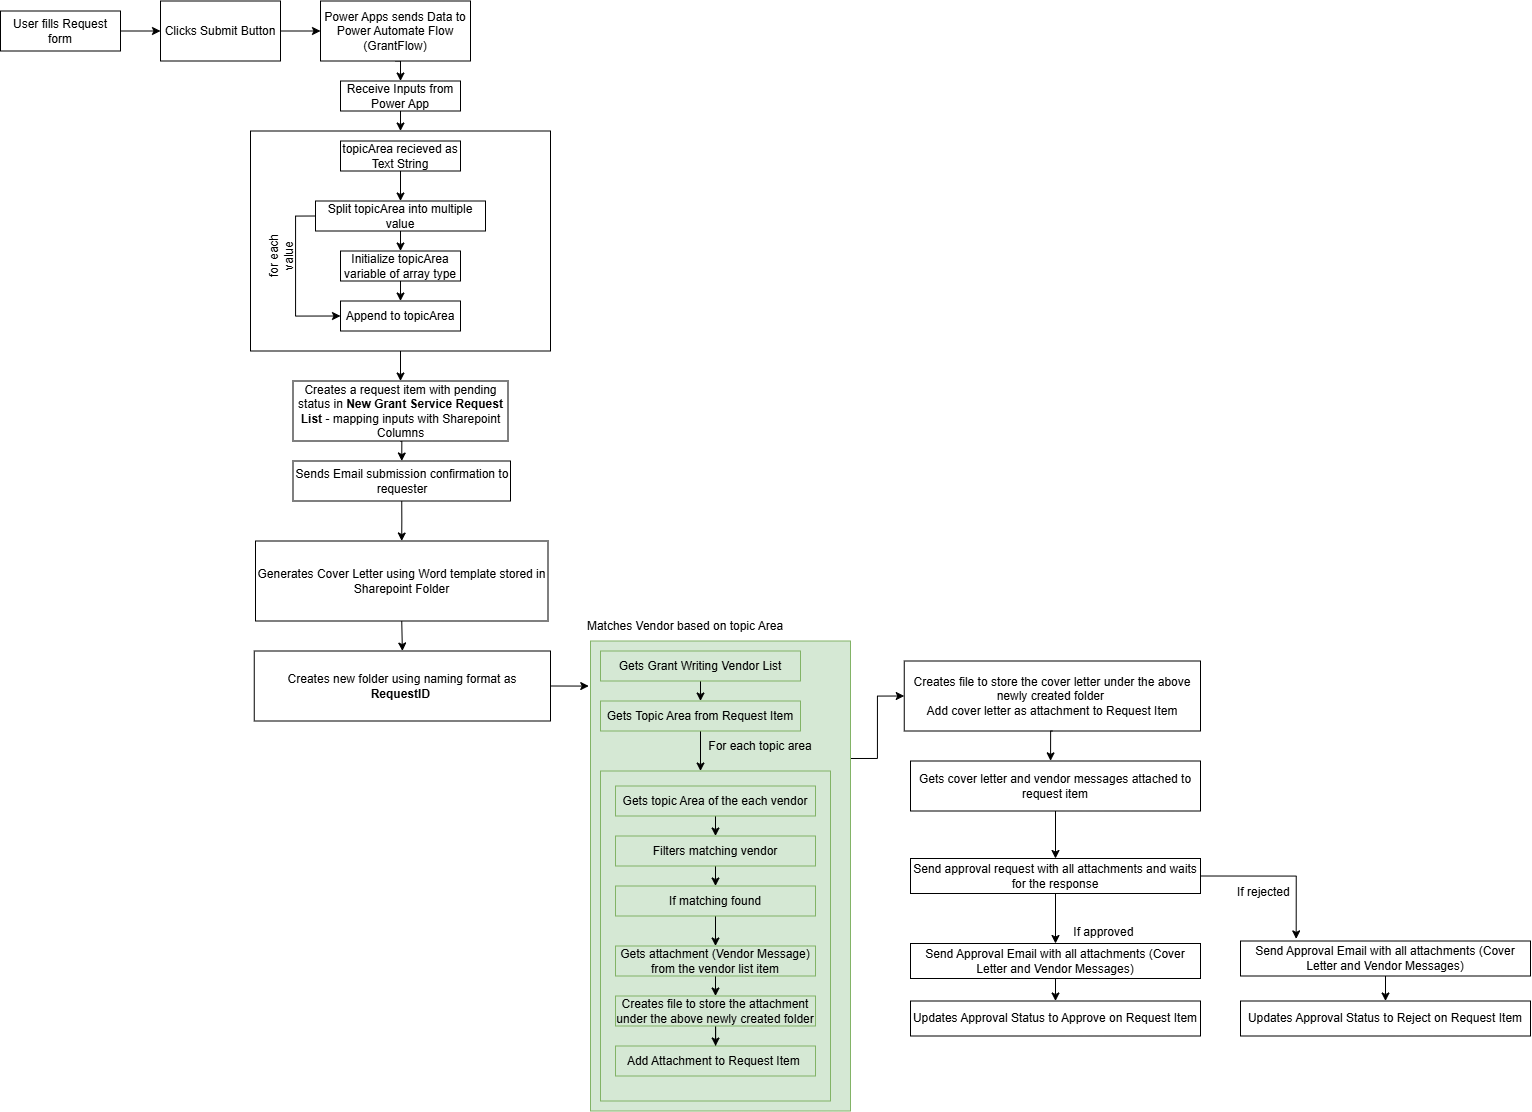 User fills Request
form
Clicks Submit Button
Power Apps sends Data to
Power Automate Flow
(GrantFlow)
Receive Inputs from
Power App
topicArea recieved as
Text String
Split topicArea into multiple
value
for each
value
Initialize topicArea
variable of array type
Append to topicArea
Creates a request item with pending
status in New Grant Service Request
List - mapping inputs with Sharepoint
Columns
Sends Email submission confirmation to
requester
Generates Cover Letter using Word template stored in
Sharepoint Folder
Creates new folder using naming format as
RequestID
Matches Vendor based on topic Area
Gets Grant Writing Vendor List
Gets Topic Area from Request Item
For each topic area
Gets topic Area of the each vendor
Filters matching vendor
If matching found
Gets attachment (Vendor Message)
from the vendor list item
Creates file to store the attachment
under the above newly created folder
Add Attachment to Request Item
Creates file to store the cover letter under the above
newly created folder
Add cover letter as attachment to Request Item
Gets cover letter and vendor messages attached to
request item
Send approval request with all attachments and waits
for the response
If approved
Send Approval Email with all attachments (Cover
Letter and Vendor Messages)
Updates Approval Status to Approve on Request Item
If rejected
Send Approval Email with all attachments (Cover
Letter and Vendor Messages)
Updates Approval Status to Reject on Request Item